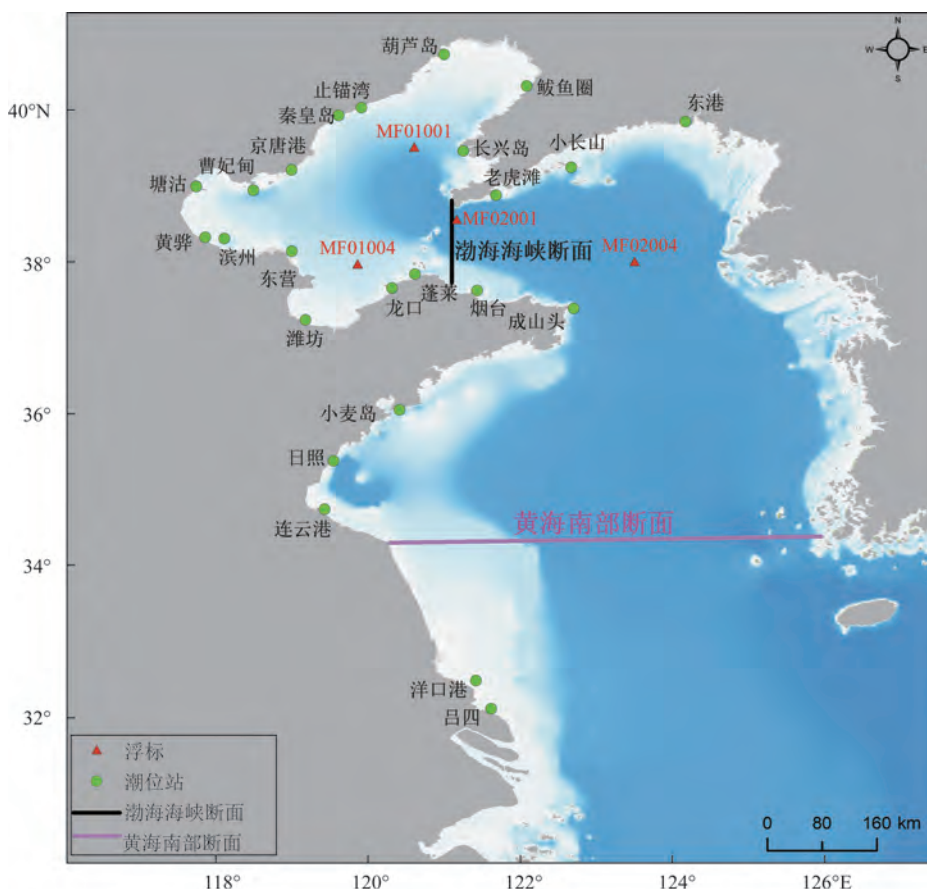 N
W E
S
葫芦岛
鲅鱼圈
止锚湾
40°N
秦皇岛
东港
MF01001
京唐港
长兴岛
小长山
曹妃甸
老虎滩
塘沽
MF02001
黄骅
滨州
渤海海峡断面
MF02004
MF01004
38°
东营
蓬莱
龙口
烟台
成山头
潍坊
36°
小麦岛
日照
连云港
黄海南部断面
34°
洋口港
吕四
32°
浮标
潮位站
渤海海峡断面
黄海南部断面
0 80 160 km
118° 120° 122° 124° 126°E